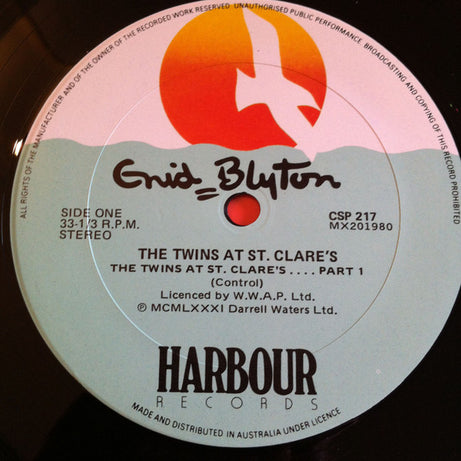 ALL RIGHTS OF THE MANUFACTURER AND OF THE OWNER OF THE RECORDED WORK RESERVED UNAUTHORISED PUBLIC PERFORMANCE, BROADCASTING AND COPYING OF THIS RECORD PROHIBITED
Enid Blyton
SIDE ONE
33-1/3 R.P.M.
STEREO
CSP 217
MX201980
THE TWINS AT ST. CLARE'S
THE TWINS AT ST. CLARE'S . . . . PART 1
(Control)
Licenced by W.W.A.P. Ltd.
℗ MCMLXXXI Darrell Waters Ltd.
HARBOUR
RECORDS
MADE AND DISTRIBUTED IN AUSTRALIA UNDER LICENCE